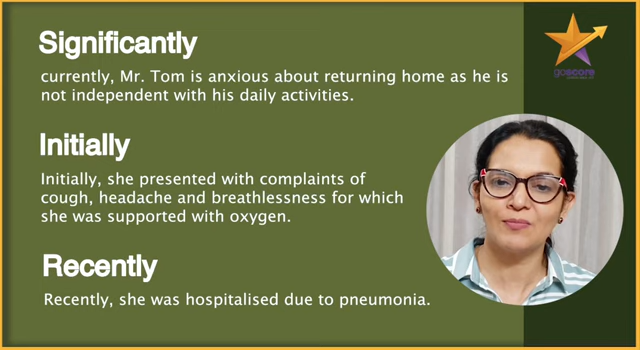 Significantly
currently, Mr. Tom is anxious about returning home as he is
not independent with his daily activities.
Initially
Initially, she presented with complaints of
cough, headache and breathlessness for which
she was supported with oxygen.
Recently
Recently, she was hospitalised due to pneumonia.
goscore